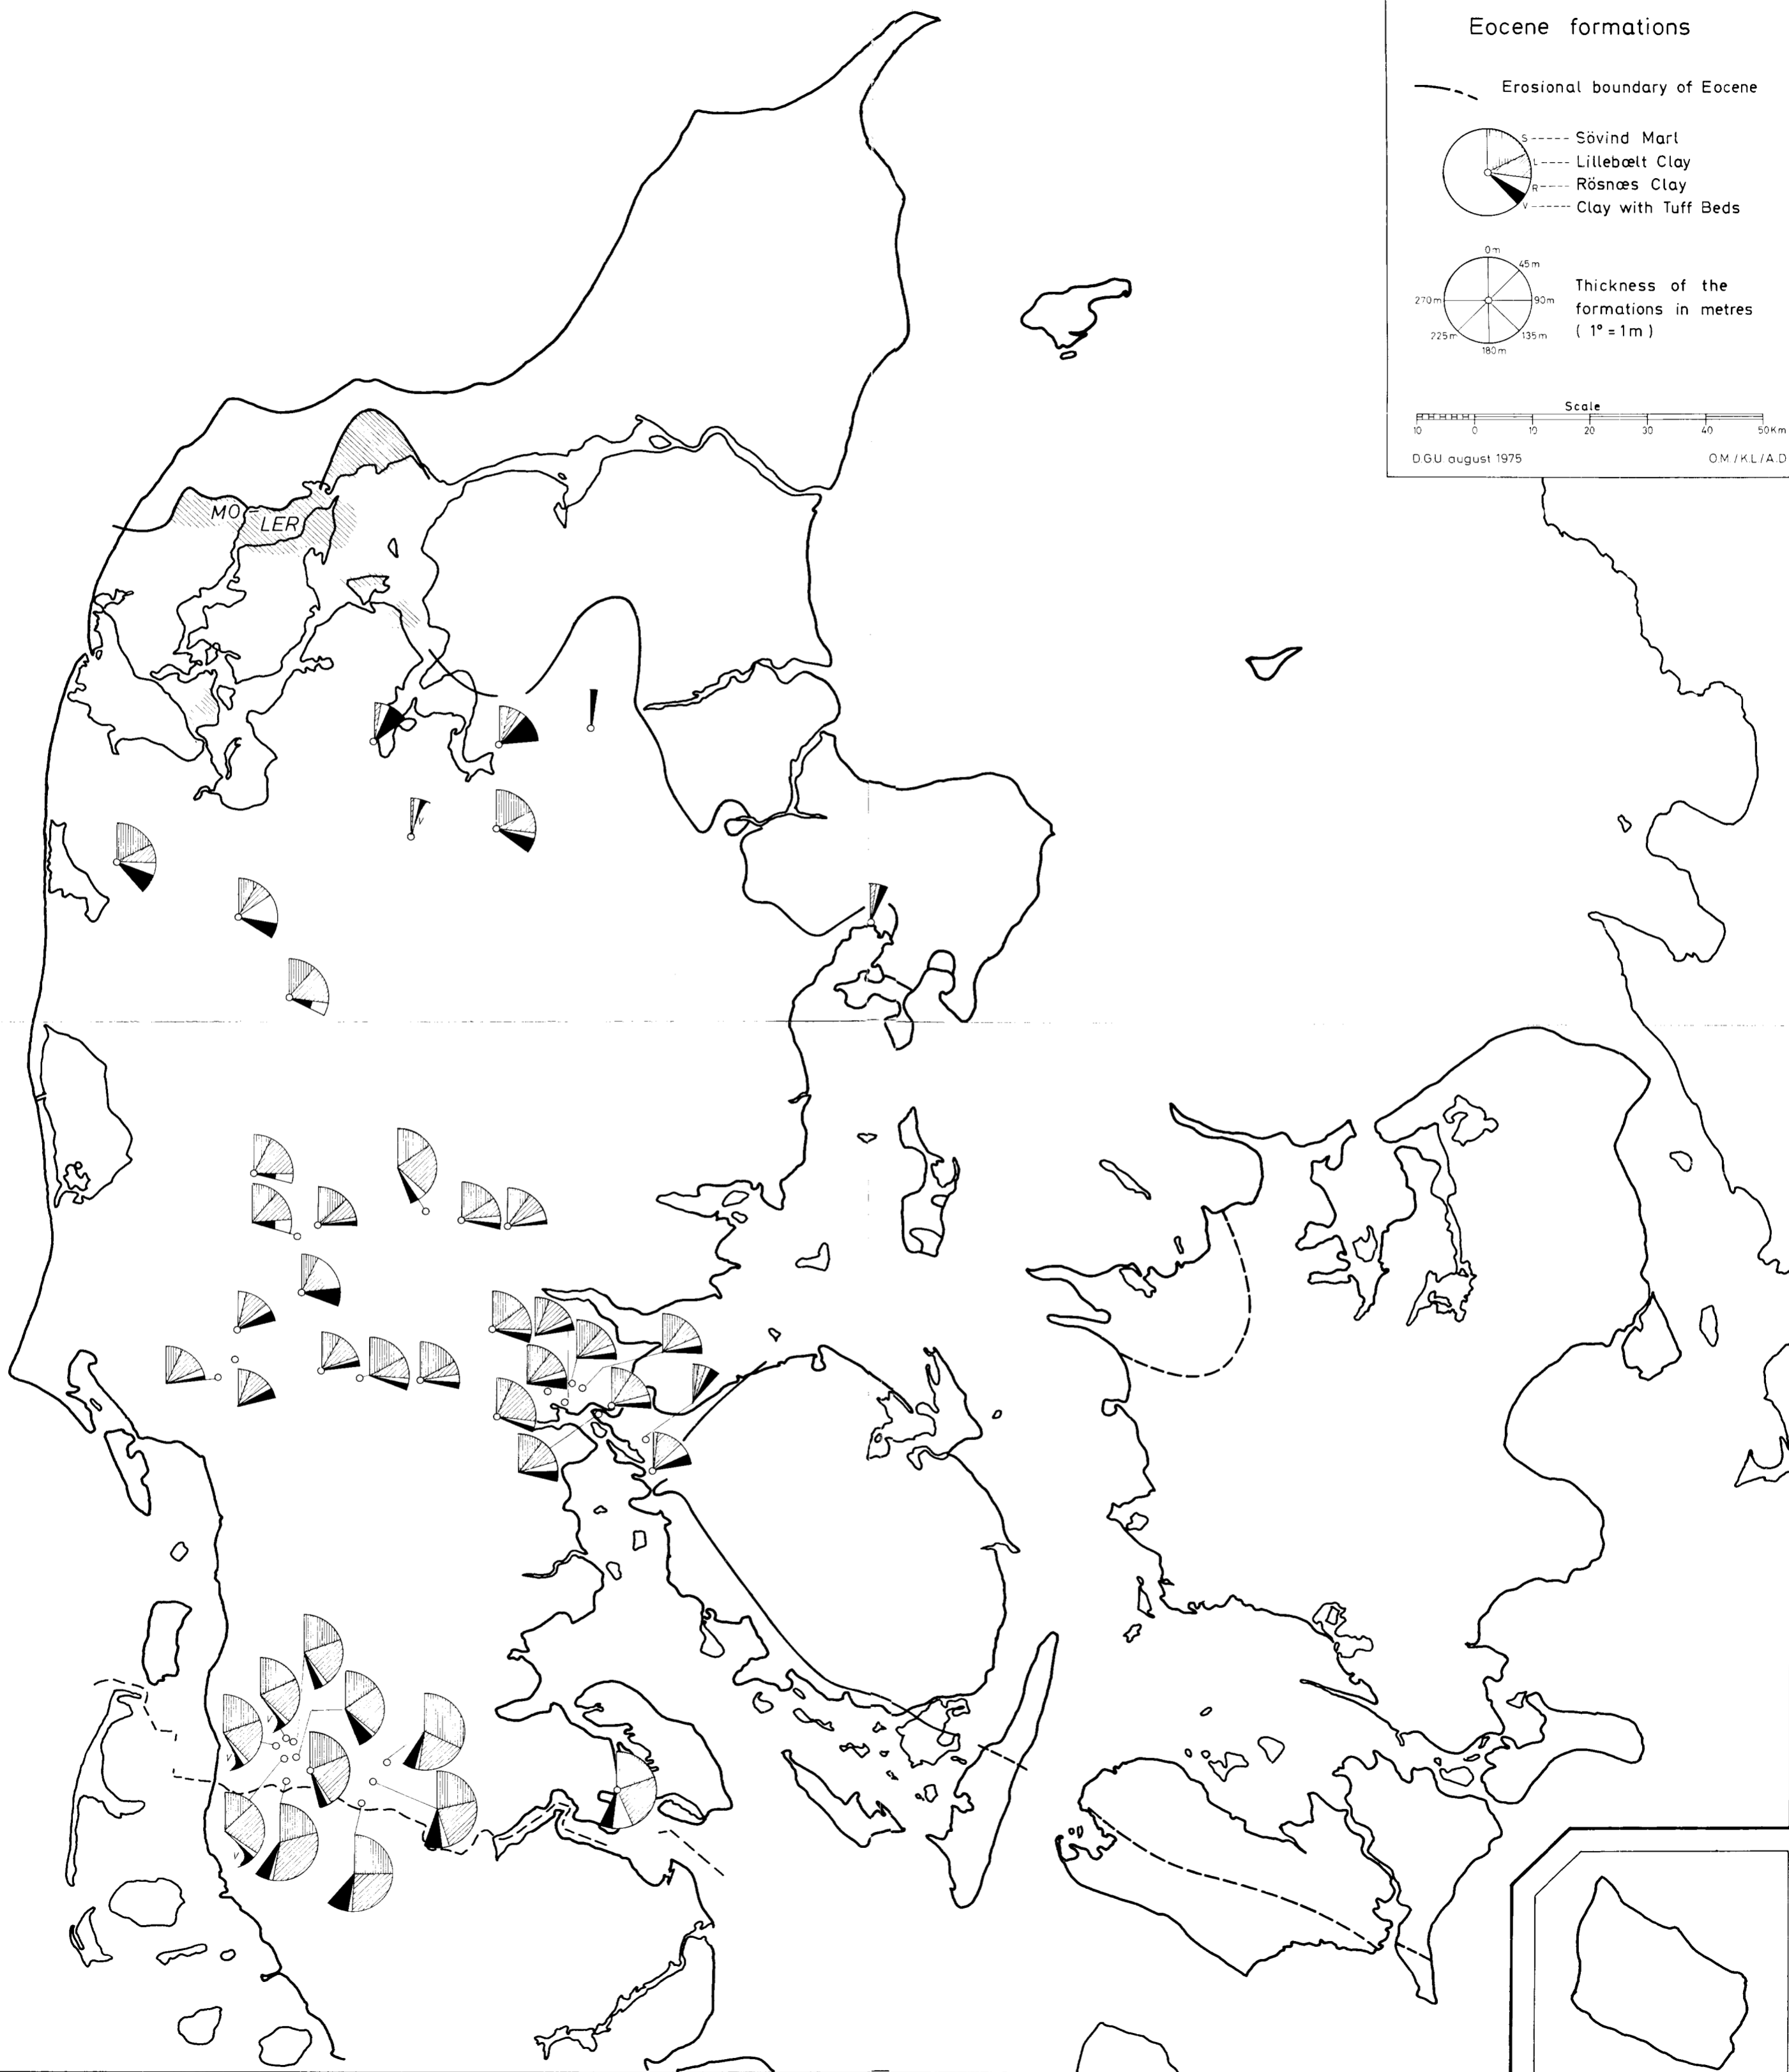 Eocene formations
Erosional boundary of Eocene
S ----- Sövind Marl
L ---- Lillebælt Clay
R ---- Rösnæs Clay
V ----- Clay with Tuff Beds
0m
45m
270m
90m
Thickness of the
formations in metres
( 1° = 1m )
225m
135m
180m
Scale
10 0 10 20 30 40 50Km
D.G.U august 1975
O.M./K.L./A.D
MO=
LER
V
V
V
V